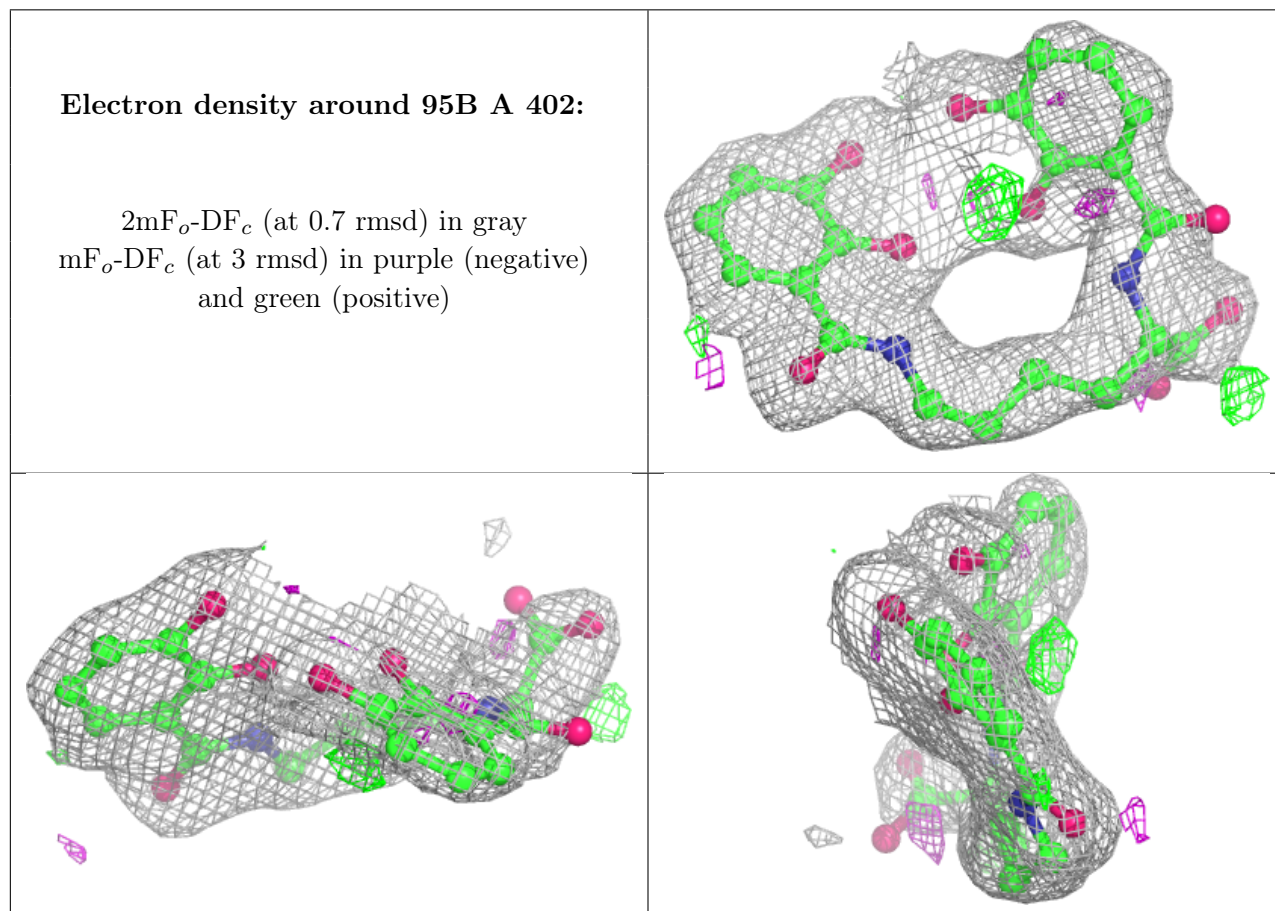 Electron density around 95B A 402:
2mFo-DFc (at 0.7 rmsd) in gray
mFo-DFc (at 3 rmsd) in purple (negative)
and green (positive)